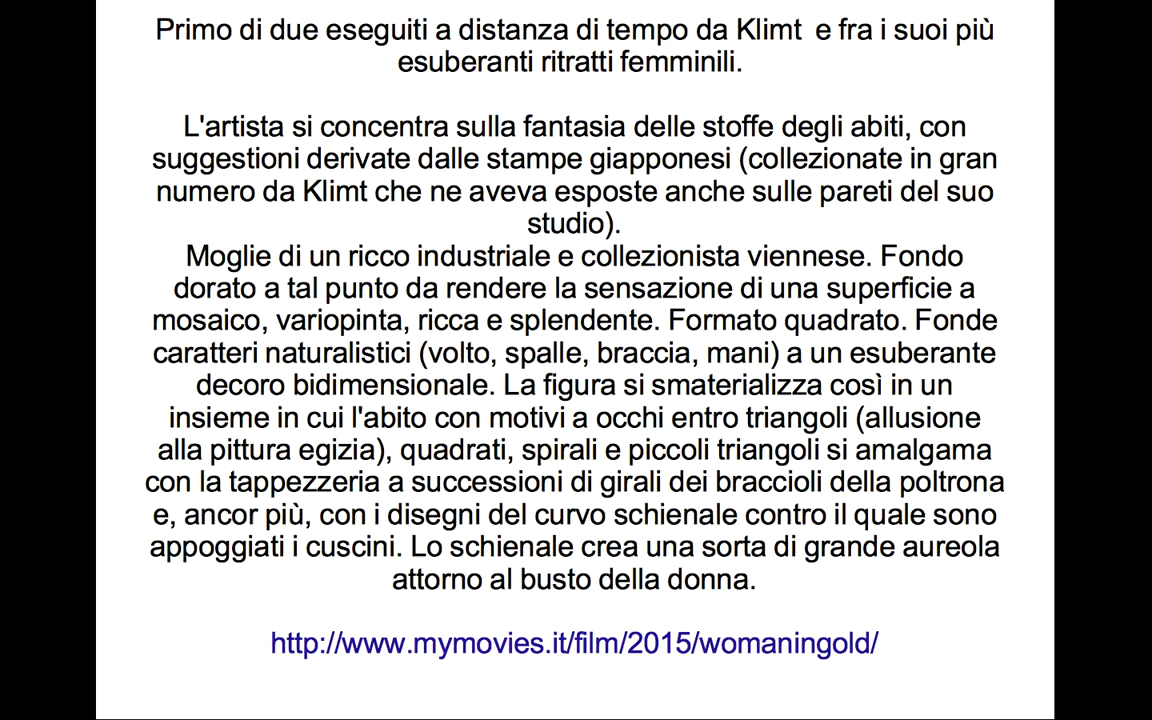 Primo di due eseguiti a distanza di tempo da Klimt e fra i suoi più
esuberanti ritratti femminili.
L'artista si concentra sulla fantasia delle stoffe degli abiti, con
suggestioni derivate dalle stampe giapponesi (collezionate in gran
numero da Klimt che ne aveva esposte anche sulle pareti del suo
studio).
Moglie di un ricco industriale e collezionista viennese. Fondo
dorato a tal punto da rendere la sensazione di una superficie a
mosaico, variopinta, ricca e splendente. Formato quadrato. Fonde
caratteri naturalistici (volto, spalle, braccia, mani) a un esuberante
decoro bidimensionale. La figura si smaterializza così in un
insieme in cui l'abito con motivi a occhi entro triangoli (allusione
alla pittura egizia), quadrati, spirali e piccoli triangoli si amalgama
con la tappezzeria a successioni di girali dei braccioli della poltrona
e, ancor più, con i disegni del curvo schienale contro il quale sono
appoggiati i cuscini. Lo schienale crea una sorta di grande aureola
attorno al busto della donna.
http://www.mymovies.it/film/2015/womaningold/